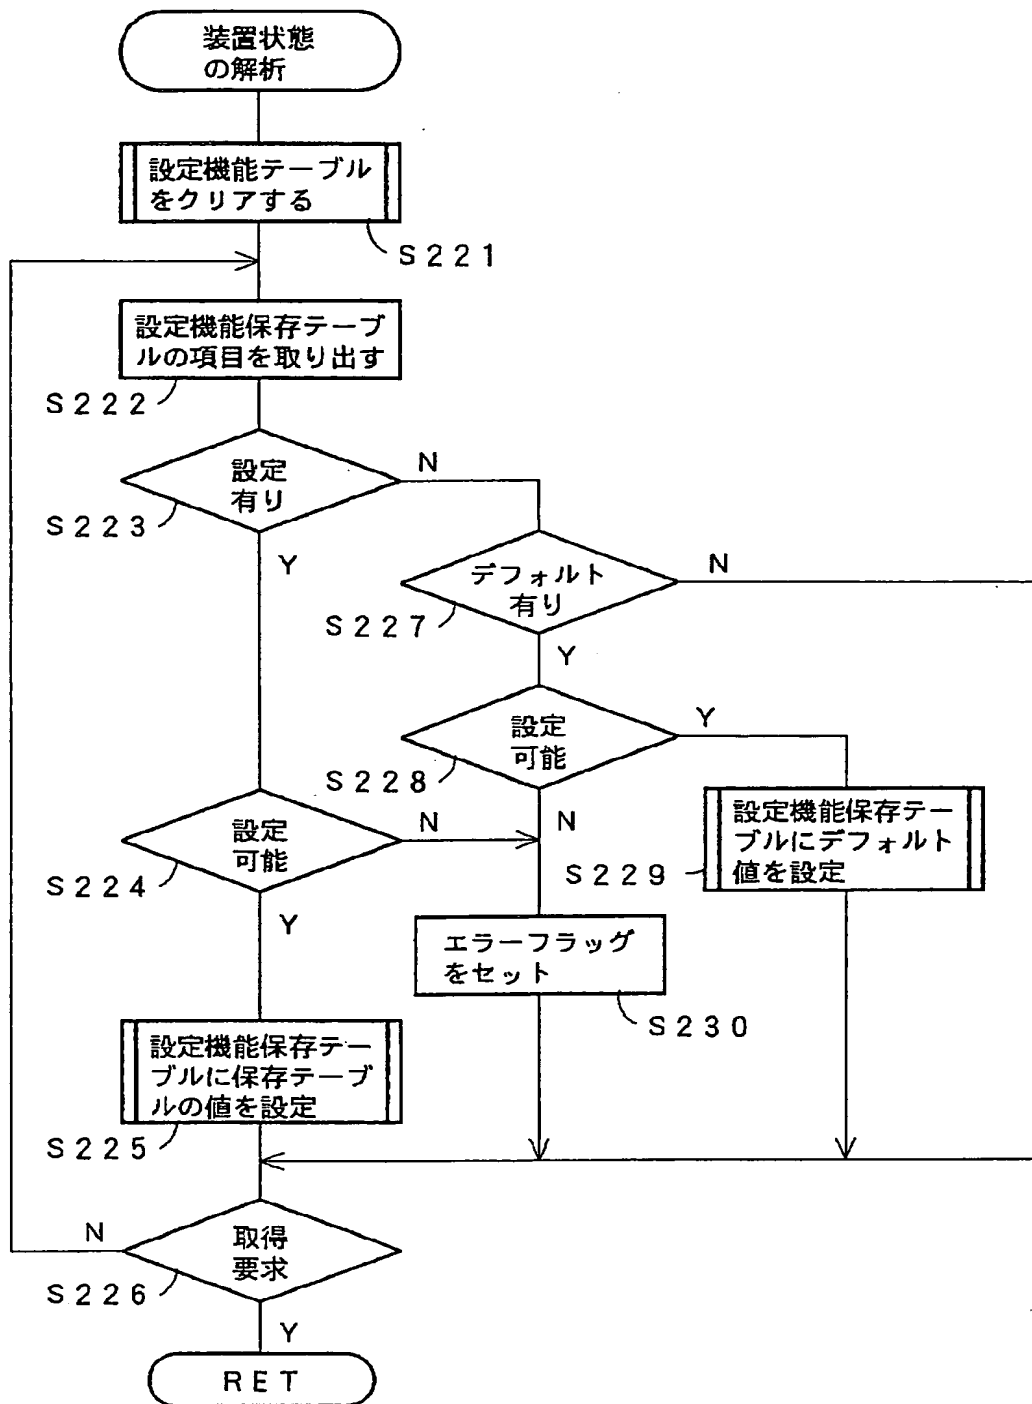 装置状態
の解析
設定機能テーブル
をクリアする
S221
設定機能保存テーブ
ルの項目を取り出す
S222
設定
有り
N
S223
Y
デフォルト
有り
N
S227
Y
設定
可能
Y
S228
N
設定
可能
N
S224
Y
設定機能保存テー
ブルにデフォルト
値を設定
S229
エラーフラッグ
をセット
S230
設定機能保存テー
ブルに保存テーブ
ルの値を設定
S225
取得
要求
N
S226
Y
RET